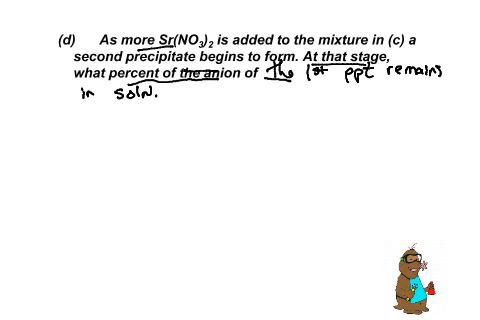 (d) As more Sr(NO3)2 is added to the mixture in (c) a
second precipitate begins to form. At that stage,
what percent of the anion of the 1st ppt remains
in soln.